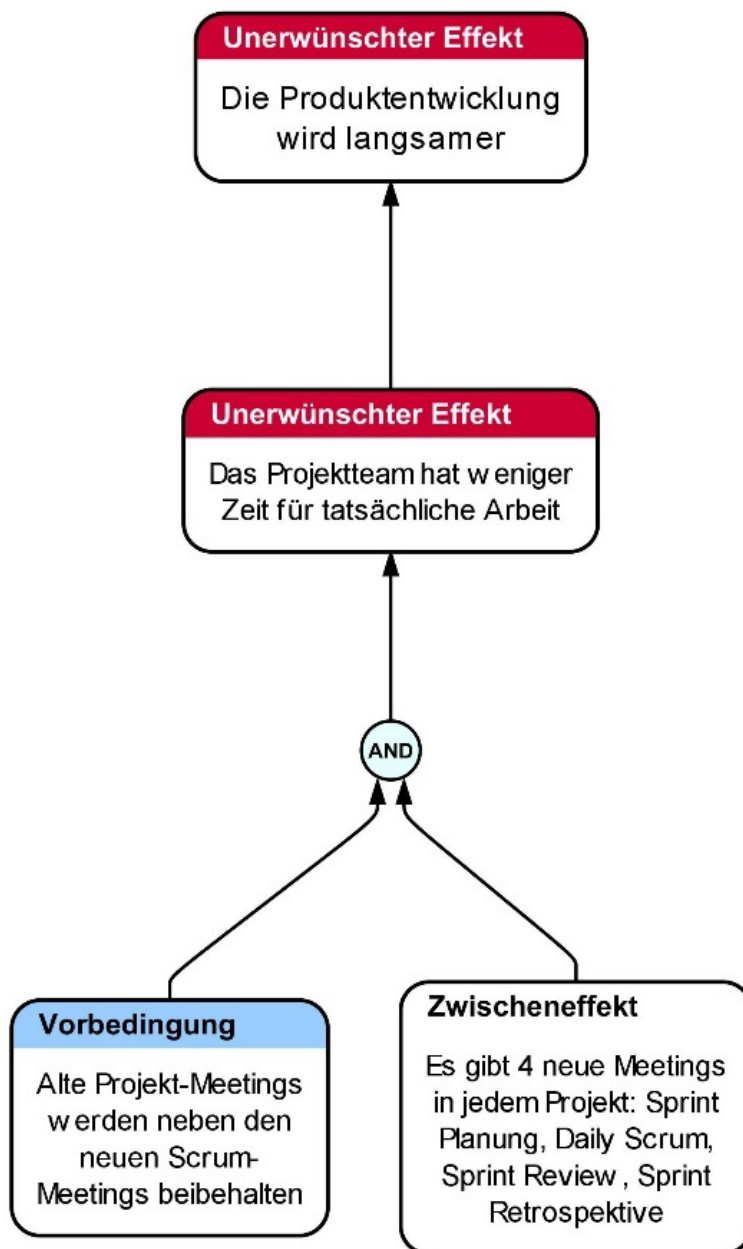 Unerwünschter Effekt
Die Produktentwicklung
wird langsamer
Unerwünschter Effekt
Das Projektteam hat weniger
Zeit für tatsächliche Arbeit
AND
Vorbedingung
Alte Projekt-Meetings
werden neben den
neuen Scrum-
Meetings beibehalten
Zwischeneffekt
Es gibt 4 neue Meetings
in jedem Projekt: Sprint
Planung, Daily Scrum,
Sprint Review, Sprint
Retrospektive